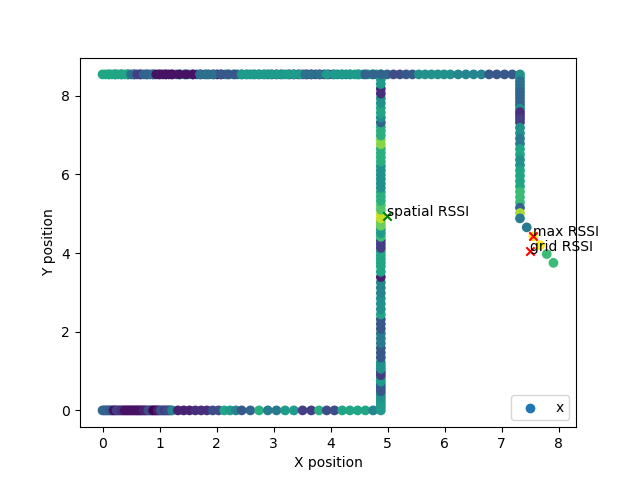 8
6
spatial RSSI
max RSSI
grid RSSI
4
2
0
Y position
x
0 1 2 3 4 5 6 7 8
X position